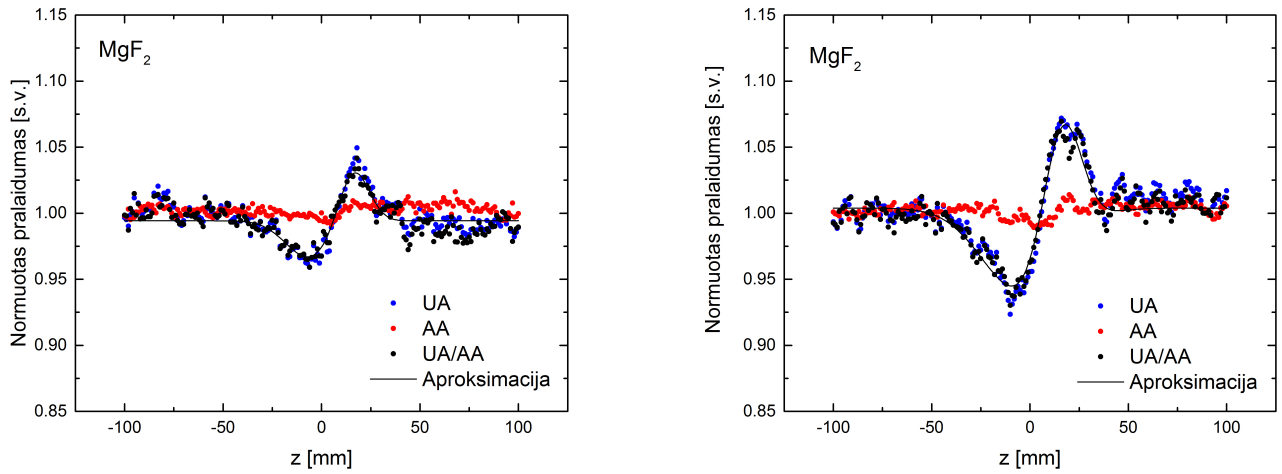 MgF2
Normuotas pralaidumas [s.v.]
1.15
1.10
1.05
1.00
0.95
0.90
0.85
UA
AA
UA/AA
Aproksimacija
-100
-50
0
50
100
z [mm]
MgF2
Normuotas pralaidumas [s.v.]
1.15
1.10
1.05
1.00
0.95
0.90
0.85
UA
AA
UA/AA
Aproksimacija
-100
-50
0
50
100
z [mm]